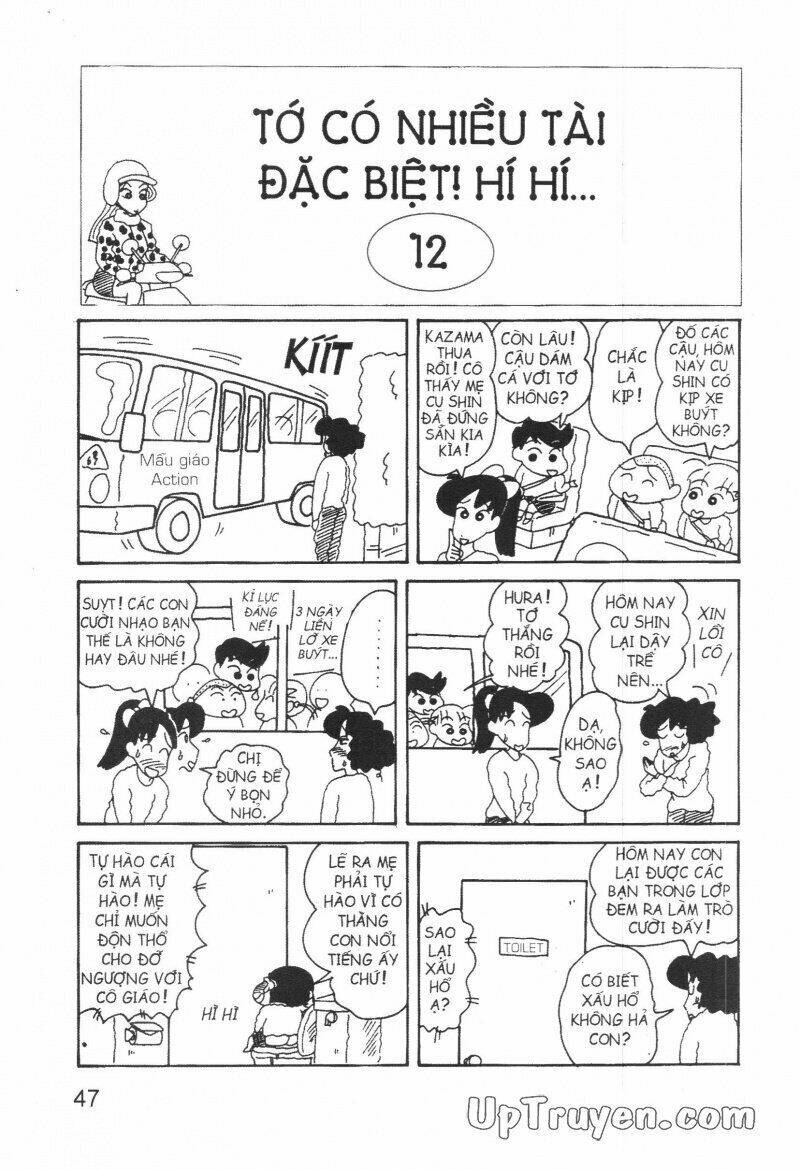 TỚ CÓ NHIỀU TÀI
ĐẶC BIỆT! HÍ HÍ...
12
ĐỐ CÁC
CẬU, HÔM
NAY CU
SHIN CÓ
KỊP XE
BUÝT
KHÔNG?
CHẮC
LÀ
KỊP!
CÒN LÂU!
CẬU DÁM
CÁ VỚI TỚ
KHÔNG?
KAZAMA
THUA
RỒI! CÔ
THẤY MẸ
CU SHIN
ĐÃ ĐỨNG
SẴN KIA
KÌA!
KÍÍT
Mẩu giáo
Action
XIN
LỖI
CÔ
HÔM NAY
CU SHIN
LẠI DẬY
TRỄ
NÊN...
DẠ,
KHÔNG
SAO
Ạ!
HURA!
TỚ
THẮNG
RỒI
NHÉ!
3 NGÀY
LIỀN
LỠ XE
BUÝT...
KỈ LỤC
ĐÁNG
NỂ!
SUYT! CÁC CON
CƯỜI NHẠO BẠN
THẾ LÀ KHÔNG
HAY ĐÂU NHÉ!
CHỊ
ĐỪNG ĐỂ
Ý BỌN
NHỎ.
HÔM NAY CON
LẠI ĐƯỢC CÁC
BẠN TRONG LỚP
ĐEM RA LÀM TRÒ
CƯỜI ĐẤY!
CÓ BIẾT
XẤU HỔ
KHÔNG HẢ
CON?
TOILET
SAO
LẠI
XẤU
HỔ
Ạ?
LẼ RA MẸ
PHẢI TỰ
HÀO VÌ CÓ
THẰNG
CON NỔI
TIẾNG ẤY
CHỨ!
HỈ HỈ
TỰ HÀO CÁI
GÌ MÀ TỰ
HÀO! MẸ
CHỈ MUỐN
ĐỘN THỔ
CHO ĐỠ
NGƯỢNG VỚI
CÔ GIÁO!
47
UpTruyen.com